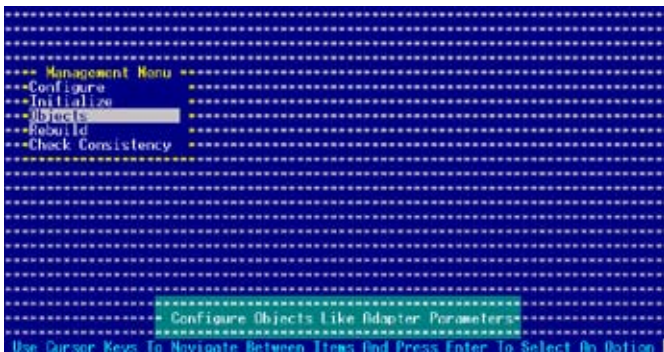 Management Menu
Configure
Initialize
Objects
Rebuild
Check Consistency
Configure Objects Like Adapter Parameters
Use Cursor Keys To Navigate Between Items And Press Enter To Select An Option